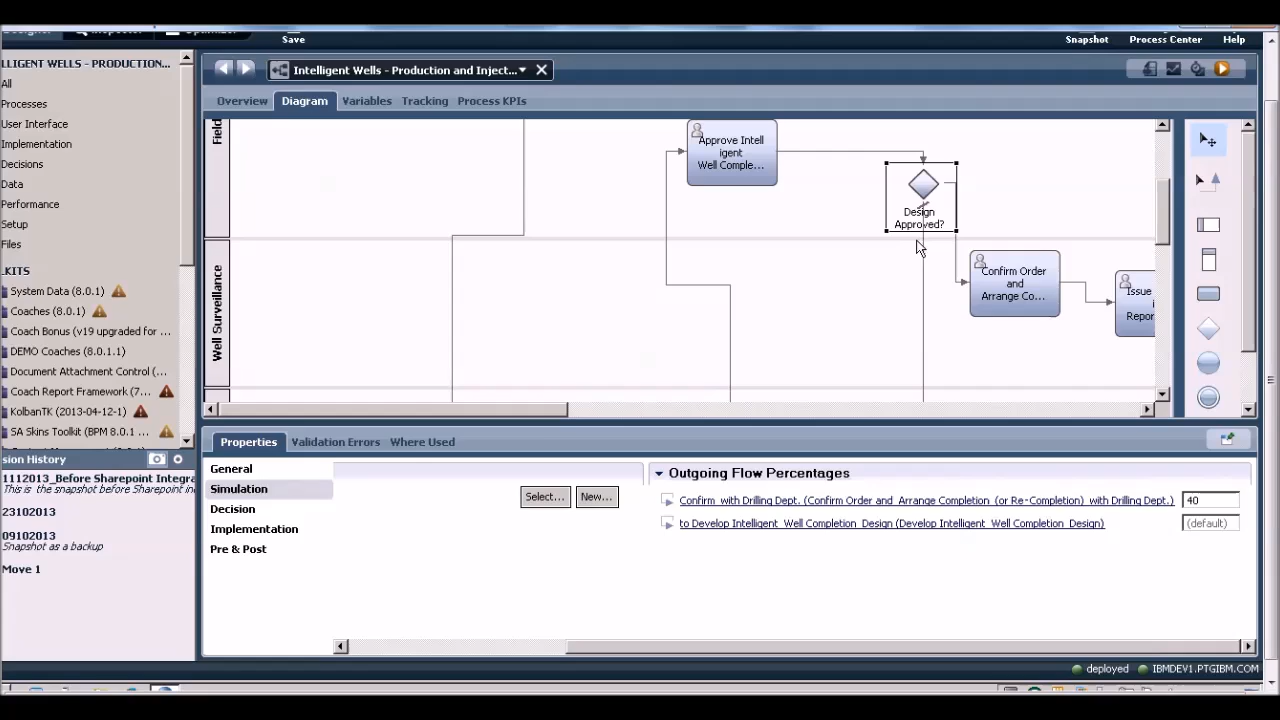 Designer
Inspector
Optimizer
Save
Snapshot
Process Center
Help
LLIGENT WELLS - PRODUCTION...
All
Processes
User Interface
Implementation
Decisions
Data
Performance
Setup
Files
LKITS
System Data (8.0.1)
Coaches (8.0.1)
Coach Bonus (v19 upgraded for ...
DEMO Coaches (8.0.1.1)
Document Attachment Control (...
Coach Report Framework (7...
KolbanTK (2013-04-12-1)
SA Skins Toolkit (BPM 8.0.1 ...
sion History
1112013_Before Sharepoint Integra
This is the snapshot before Sharepoint in
23102013
09102013
Snapshot as a backup
Move 1
Intelligent Wells - Production and Inject...
Overview
Diagram
Variables
Tracking
Process KPIs
Field
Approve Intell
igent
Well Comple...
Design
Approved?
Well Surveillance
Confirm Order
and
Arrange Co...
Issue
i
Repor
Properties
Validation Errors
Where Used
General
Simulation
Decision
Implementation
Pre & Post
Select...
New...
Outgoing Flow Percentages
Confirm with Drilling Dept. (Confirm Order and Arrange Completion (or Re-Completion) with Drilling Dept.)
40
to Develop Intelligent Well Completion Design (Develop Intelligent Well Completion Design)
(default)
deployed
IBMDEV1.PTGIBM.COM